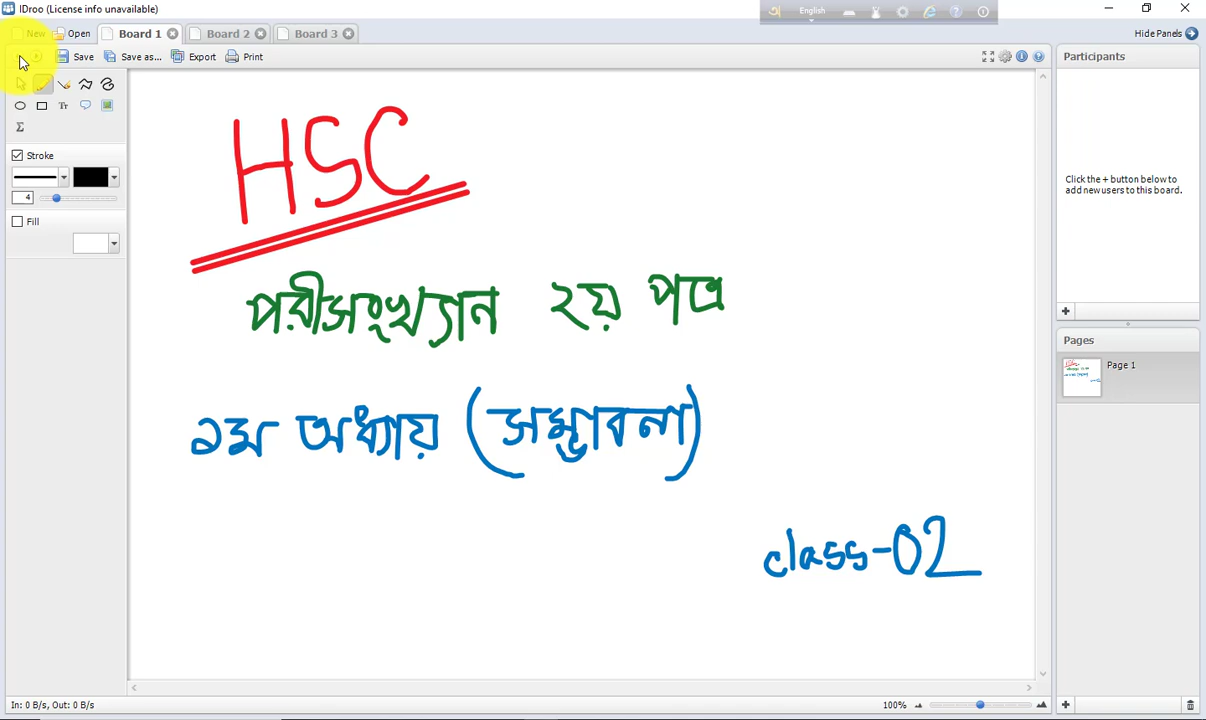 IDroo (License info unavailable)
English
New Open Board 1 Board 2 Board 3 Hide Panels
Save Save as... Export Print
Participants
Tr
Σ
Stroke
4
Fill
Click the + button below to
add new users to this board.
Pages
Page 1
HSC
পরীসংখ্যান ২য় পত্র
১ম অধ্যায় (সম্ভাবনা)
class-02
In: 0 B/s, Out: 0 B/s
100%